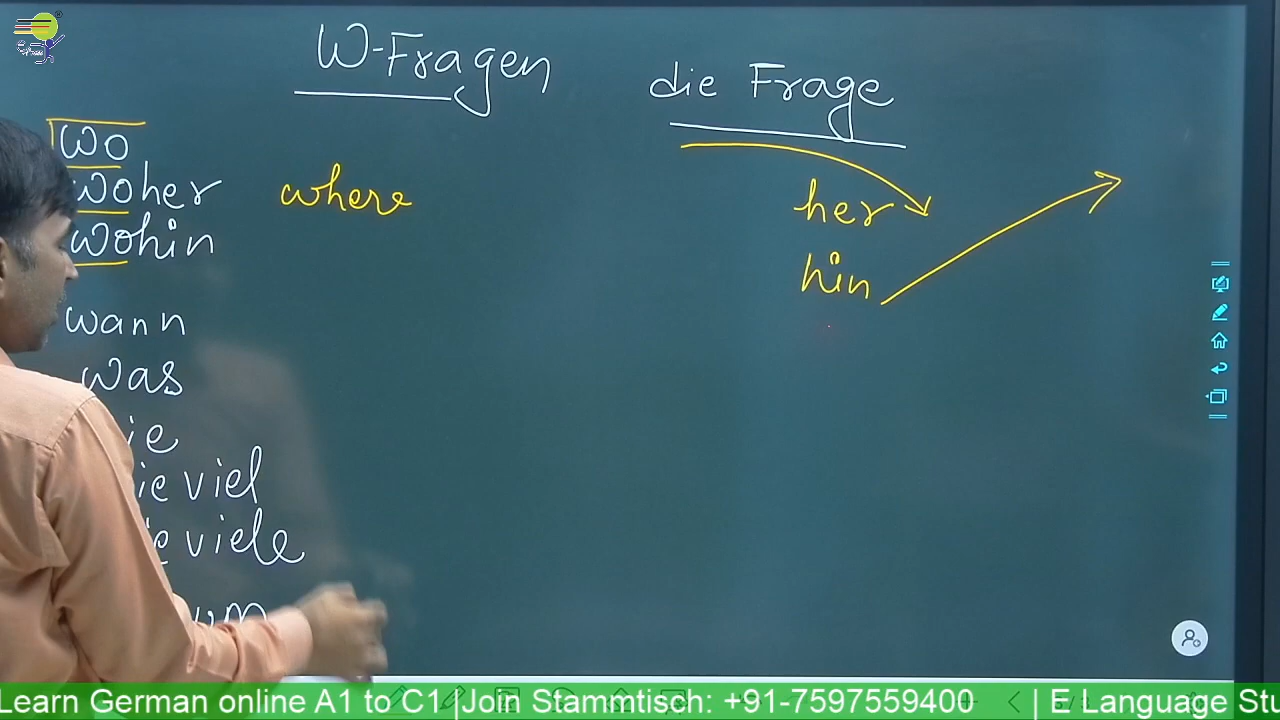 W-Fragen
die Frage
wo
woher
where
her
wohin
hin
wann
was
viel
viele
Learn German online A1 to C1 |Join Stammtisch: +91-7597559400 | E Language Stu